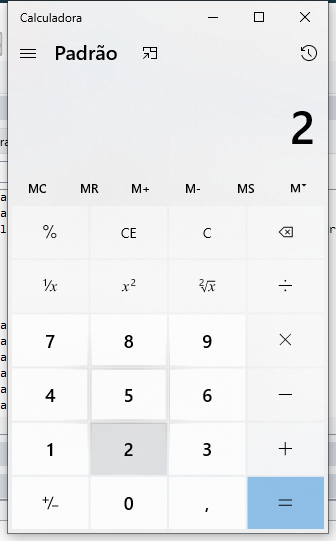 Calculadora
Padrão
2
MC MR M+ M- MS M˅
% CE C
¹/x x² ²√x ÷
7 8 9 ×
4 5 6 −
1 2 3 +
+/− 0 , =